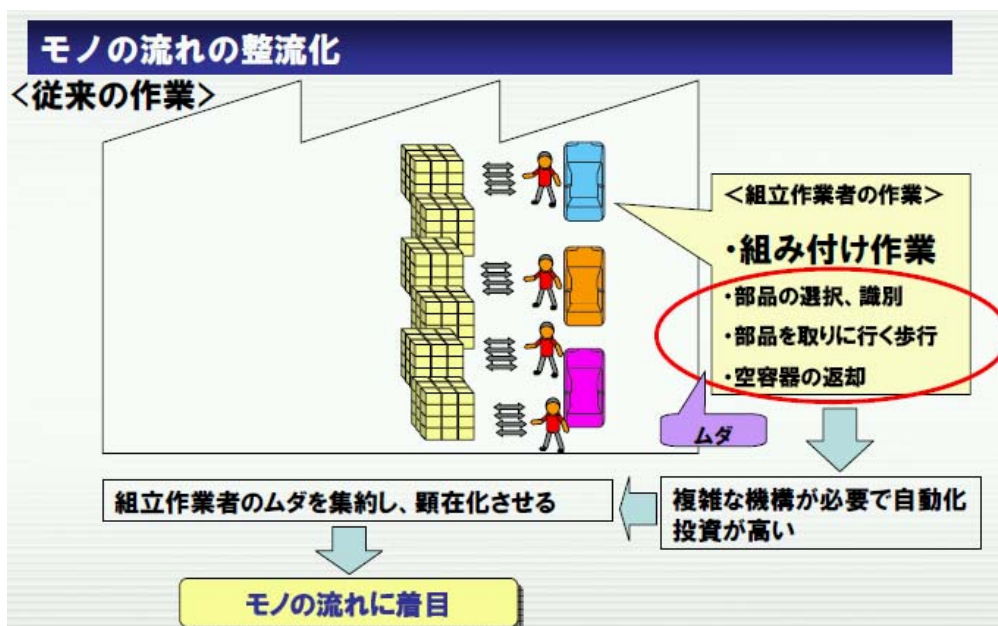 モノの流れの整流化
<従来の作業>
<組立作業者の作業>
・組み付け作業
・部品の選択、識別
・部品を取りに行く歩行
・空容器の返却
ムダ
組立作業者のムダを集約し、顕在化させる
複雑な機構が必要で自動化
投資が高い
モノの流れに着目